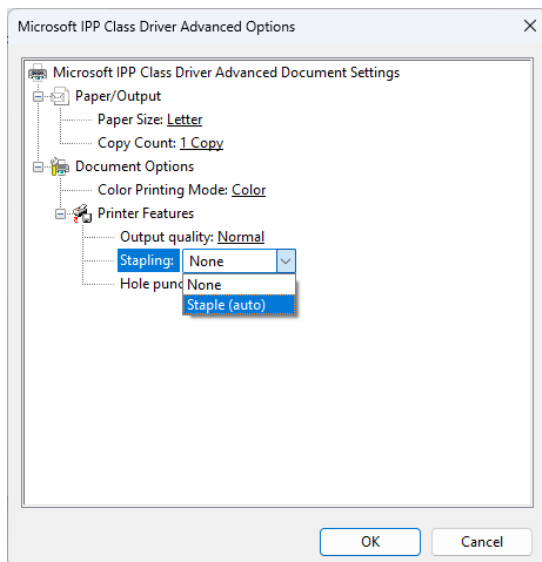 Microsoft IPP Class Driver Advanced Options
Microsoft IPP Class Driver Advanced Document Settings
Paper/Output
Paper Size: Letter
Copy Count: 1 Copy
Document Options
Color Printing Mode: Color
Printer Features
Output quality: Normal
Stapling: None
Hole None
Staple (auto)
OK Cancel